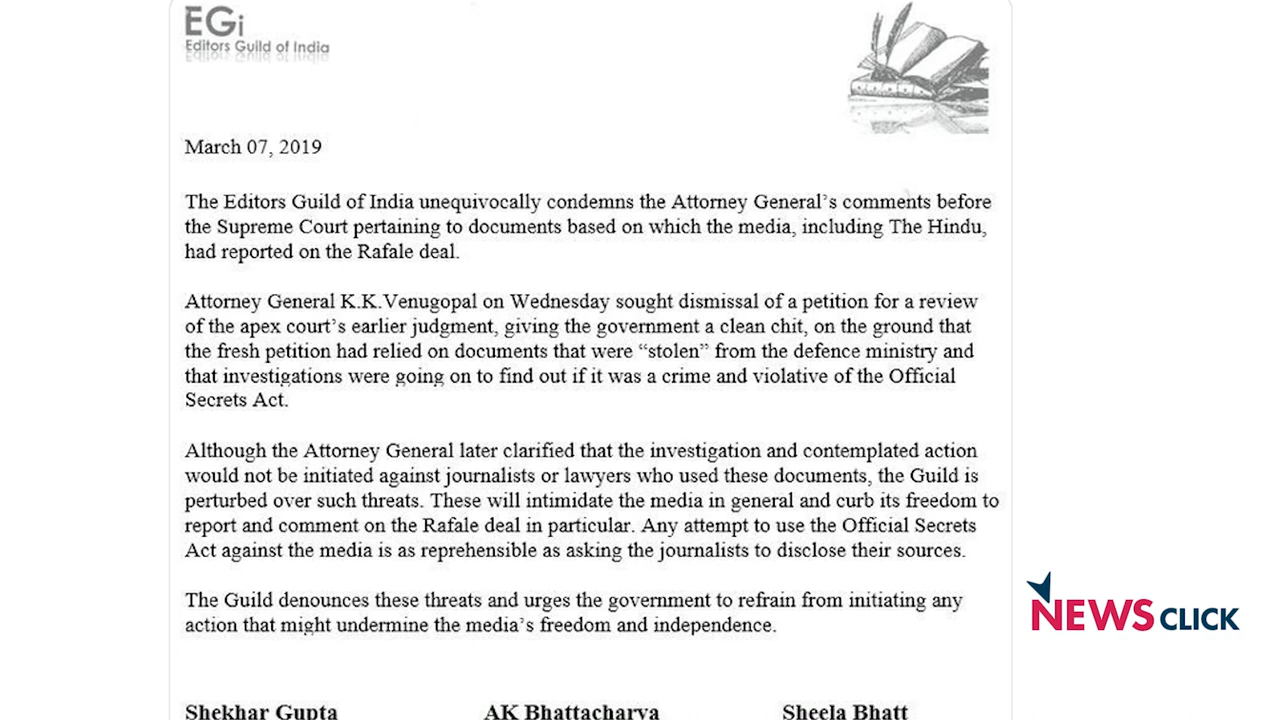 EGi
Editors Guild of India
March 07, 2019
The Editors Guild of India unequivocally condemns the Attorney General's comments before
the Supreme Court pertaining to documents based on which the media, including The Hindu,
had reported on the Rafale deal.
Attorney General K.K.Venugopal on Wednesday sought dismissal of a petition for a review
of the apex court's earlier judgment, giving the government a clean chit, on the ground that
the fresh petition had relied on documents that were “stolen” from the defence ministry and
that investigations were going on to find out if it was a crime and violative of the Official
Secrets Act.
Although the Attorney General later clarified that the investigation and contemplated action
would not be initiated against journalists or lawyers who used these documents, the Guild is
perturbed over such threats. These will intimidate the media in general and curb its freedom to
report and comment on the Rafale deal in particular. Any attempt to use the Official Secrets
Act against the media is as reprehensible as asking the journalists to disclose their sources.
The Guild denounces these threats and urges the government to refrain from initiating any
action that might undermine the media's freedom and independence.
NEWS CLICK
Shekhar Gupta AK Bhattacharya Sheela Bhatt